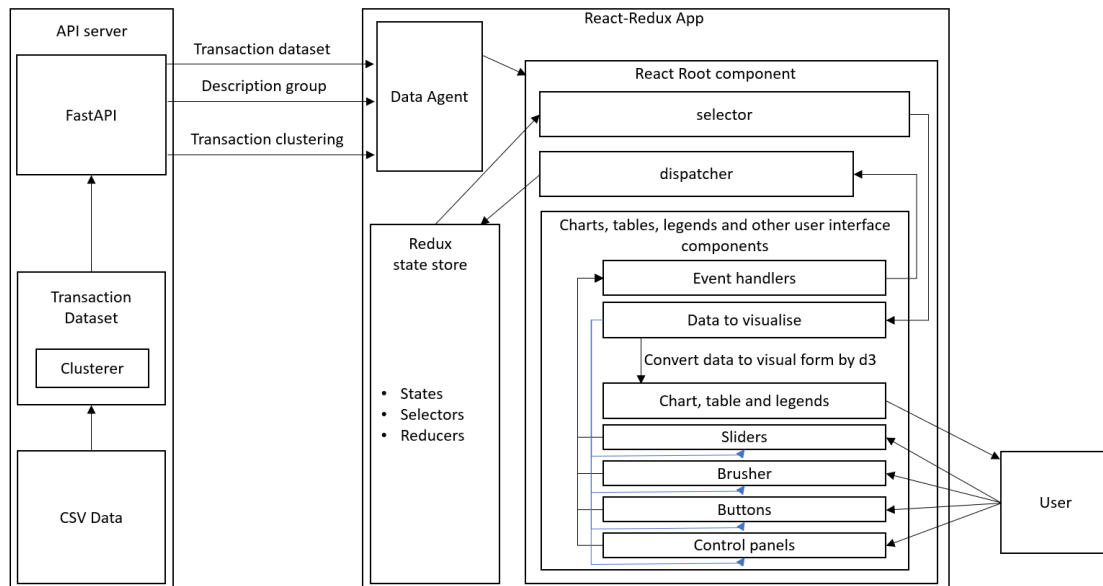 API server
FastAPI
Transaction
Dataset
Clusterer
CSV Data
Transaction dataset
Description group
Transaction clustering
React-Redux App
Data Agent
Redux
state store
• States
• Selectors
• Reducers
React Root component
selector
dispatcher
Charts, tables, legends and other user interface
components
Event handlers
Data to visualise
Convert data to visual form by d3
Chart, table and legends
Sliders
Brusher
Buttons
Control panels
User